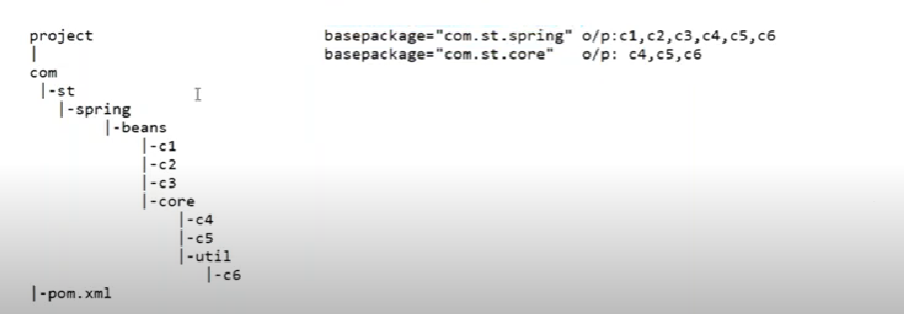 project
|
com
|-st
|-spring
|-beans
|-c1
|-c2
|-c3
|-core
|-c4
|-c5
|-util
|-c6
|-pom.xml
basepackage="com.st.spring" o/p:c1,c2,c3,c4,c5,c6
basepackage="com.st.core" o/p: c4,c5,c6